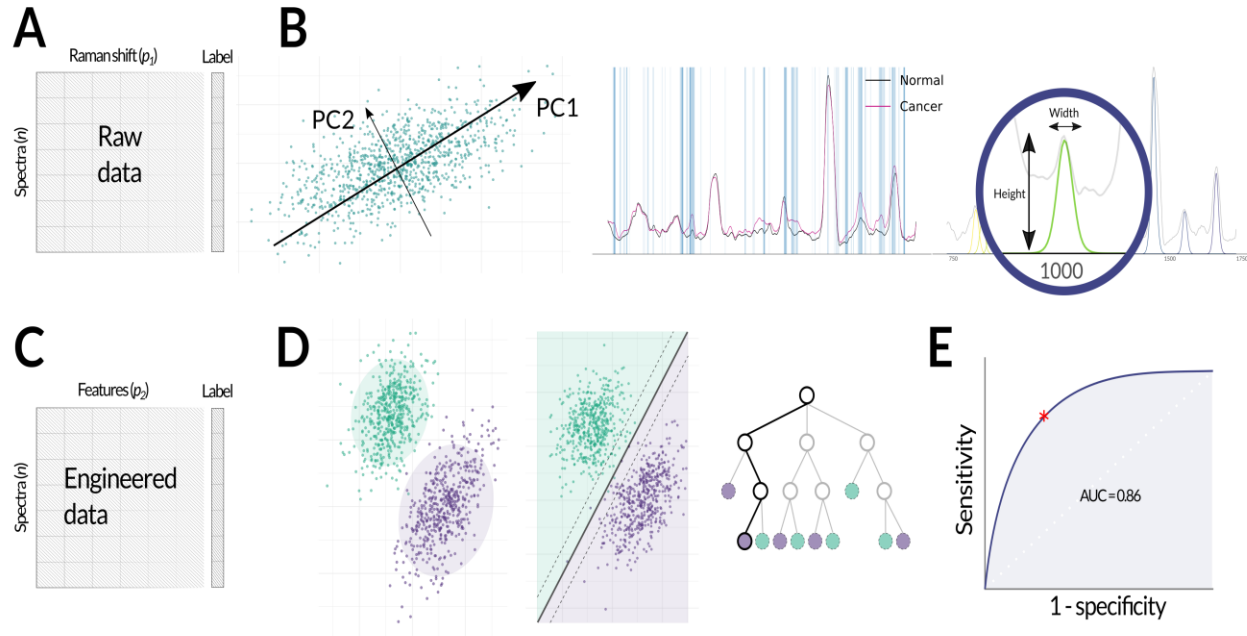 A
Raman shift (p₁)
Label
Spectra (n)
Raw
data
B
PC2
PC1
Normal
Cancer
Width
Height
1000
750
1500
1750
C
Features (p₂)
Label
Spectra (n)
Engineered
data
D
E
Sensitivity
AUC = 0.86
1 - specificity